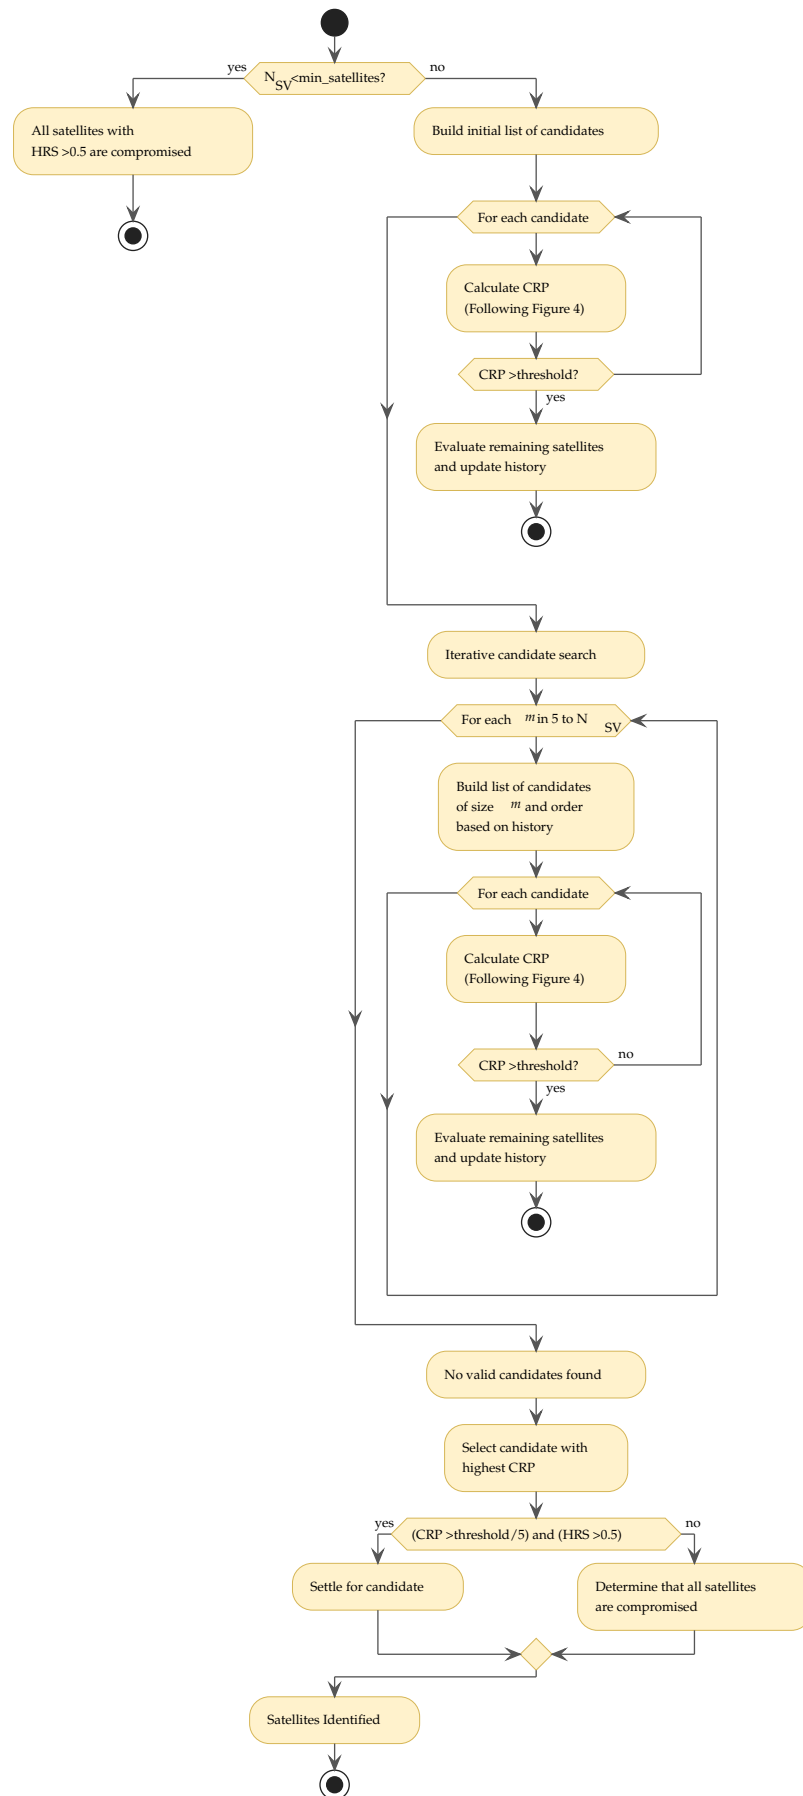 yes
N_SV<min_satellites?
no
All satellites with
HRS >0.5 are compromised
Build initial list of candidates
For each candidate
Calculate CRP
(Following Figure 4)
CRP >threshold?
yes
Evaluate remaining satellites
and update history
Iterative candidate search
For each m in 5 to N_SV
Build list of candidates
of size m and order
based on history
For each candidate
Calculate CRP
(Following Figure 4)
CRP >threshold?
no
yes
Evaluate remaining satellites
and update history
No valid candidates found
Select candidate with
highest CRP
yes
(CRP >threshold/5) and (HRS >0.5)
no
Settle for candidate
Determine that all satellites
are compromised
Satellites Identified